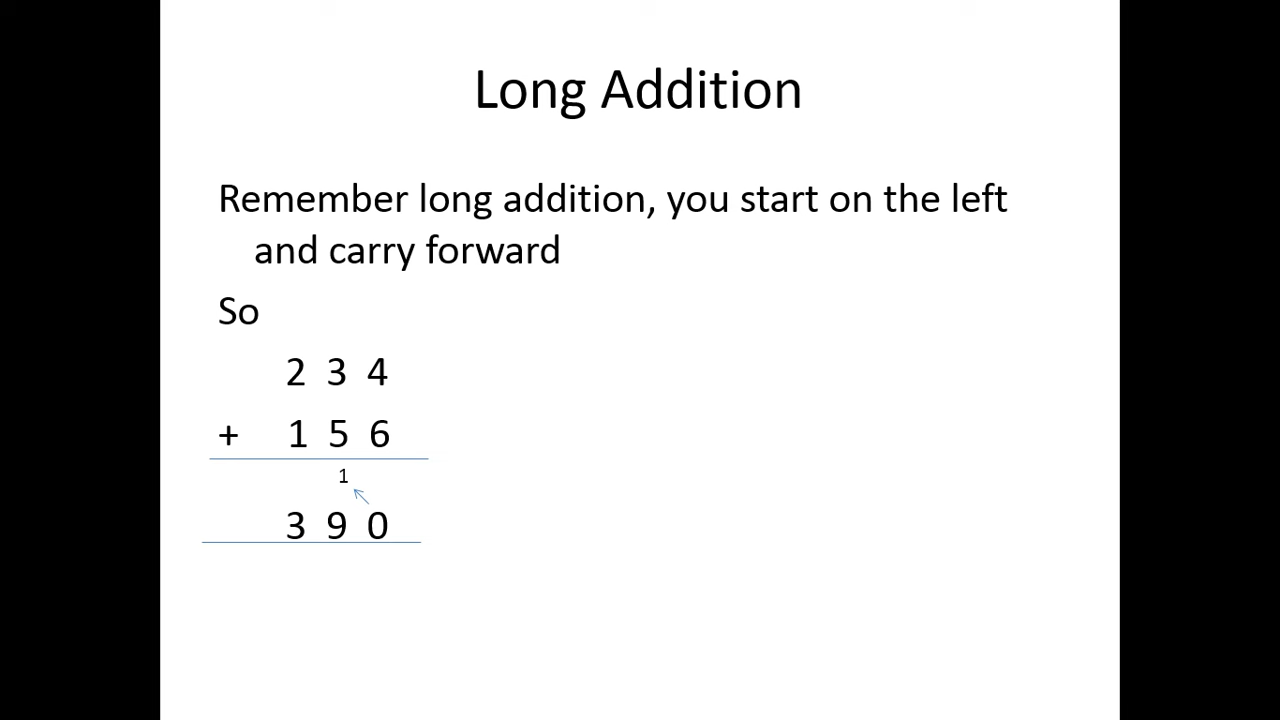 Long Addition
Remember long addition, you start on the left
and carry forward
So
2 3 4
+ 1 5 6
1
3 9 0